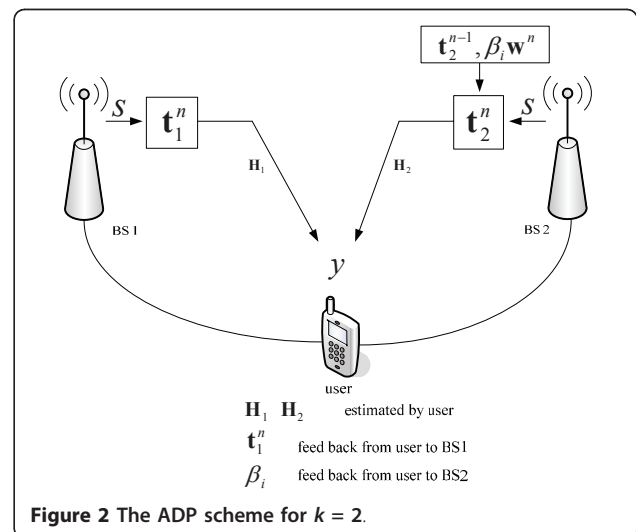 t₂ⁿ⁻¹, βᵢwⁿ
S
t₁ⁿ
t₂ⁿ
S
H₁
H₂
BS 1
BS 2
y
user
H₁ H₂ estimated by user
t₁ⁿ feed back from user to BS1
βᵢ feed back from user to BS2
Figure 2 The ADP scheme for k = 2.